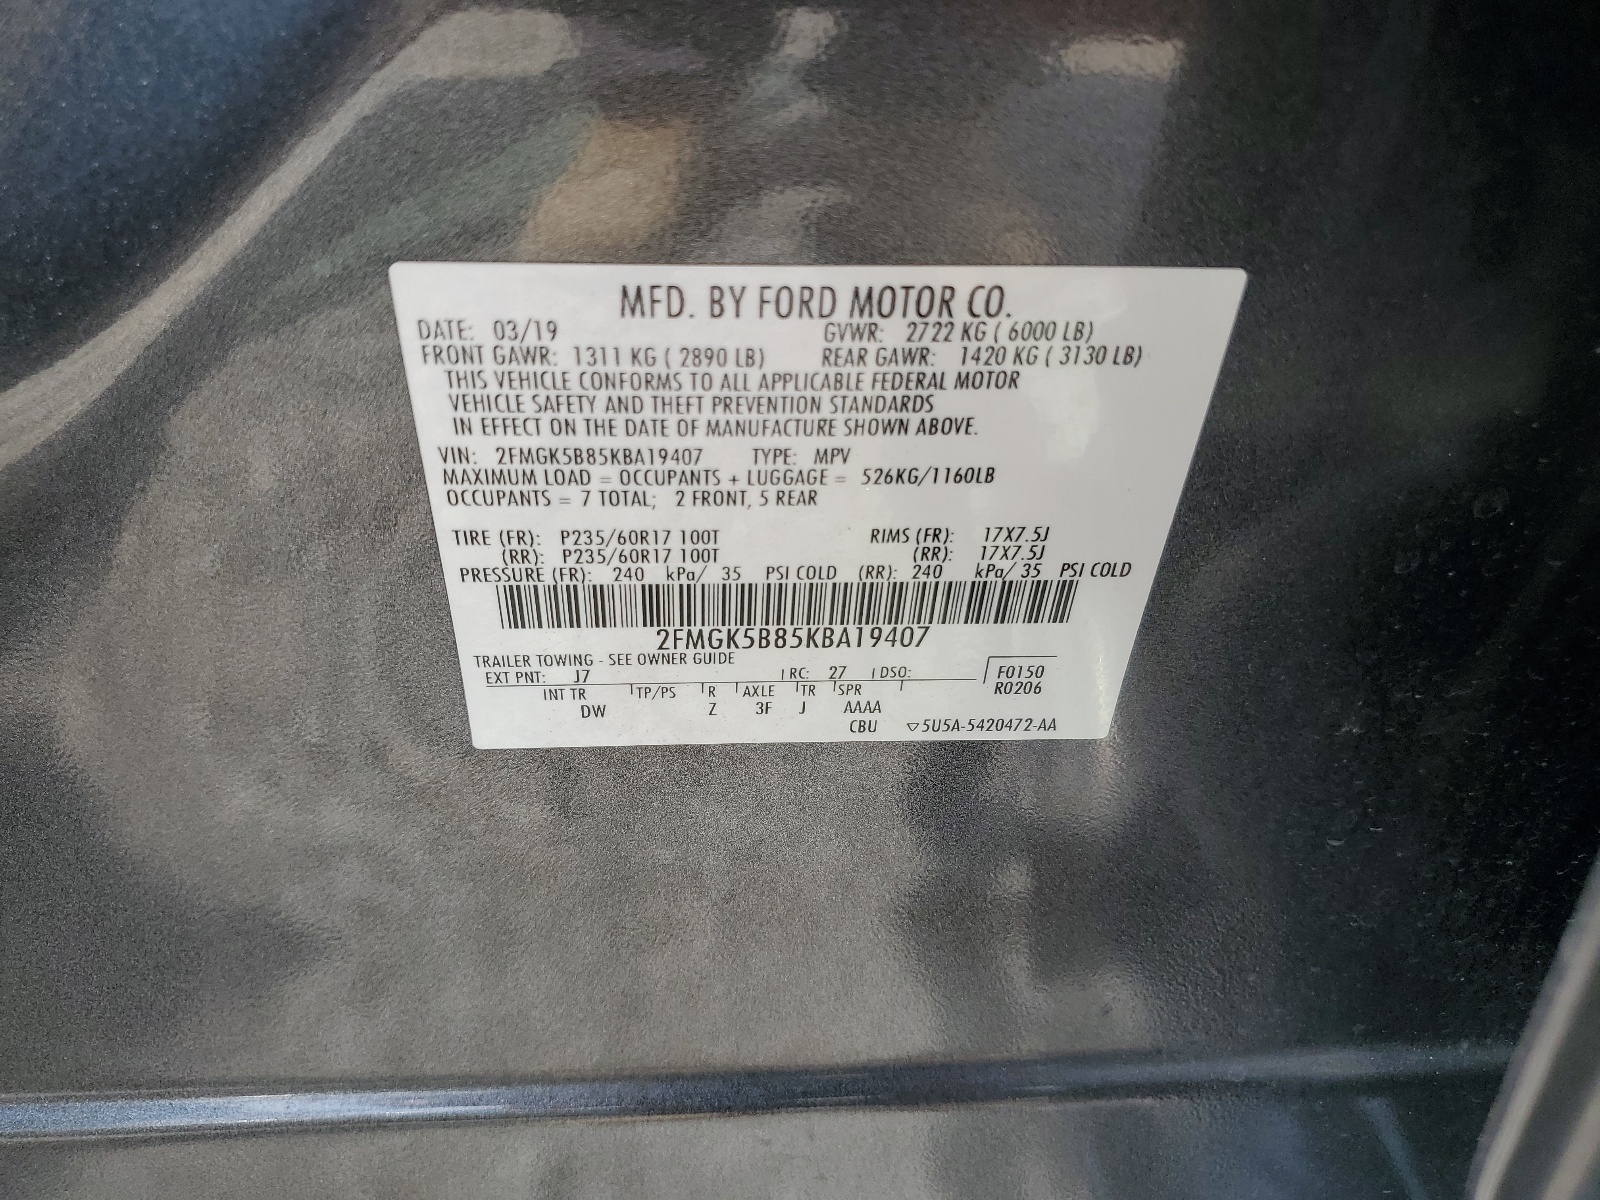 MFD. BY FORD MOTOR CO.
DATE: 03/19 GVWR: 2722 KG ( 6000 LB)
FRONT GAWR: 1311 KG ( 2890 LB) REAR GAWR: 1420 KG ( 3130 LB)
THIS VEHICLE CONFORMS TO ALL APPLICABLE FEDERAL MOTOR
VEHICLE SAFETY AND THEFT PREVENTION STANDARDS
IN EFFECT ON THE DATE OF MANUFACTURE SHOWN ABOVE.
VIN: 2FMGK5B85KBA19407 TYPE: MPV
MAXIMUM LOAD = OCCUPANTS + LUGGAGE = 526KG/1160LB
OCCUPANTS = 7 TOTAL; 2 FRONT, 5 REAR
TIRE (FR): P235/60R17 100T RIMS (FR): 17X7.5J
(RR): P235/60R17 100T (RR): 17X7.5J
PRESSURE (FR): 240 kPa/ 35 PSI COLD (RR): 240 kPa/ 35 PSI COLD
2FMGK5B85KBA19407
TRAILER TOWING - SEE OWNER GUIDE
EXT PNT: J7 RC: 27 DSO: F0150
INT TR TP/PS R AXLE TR SPR R0206
DW Z 3F J AAAA
CBU ▽5U5A-5420472-AA